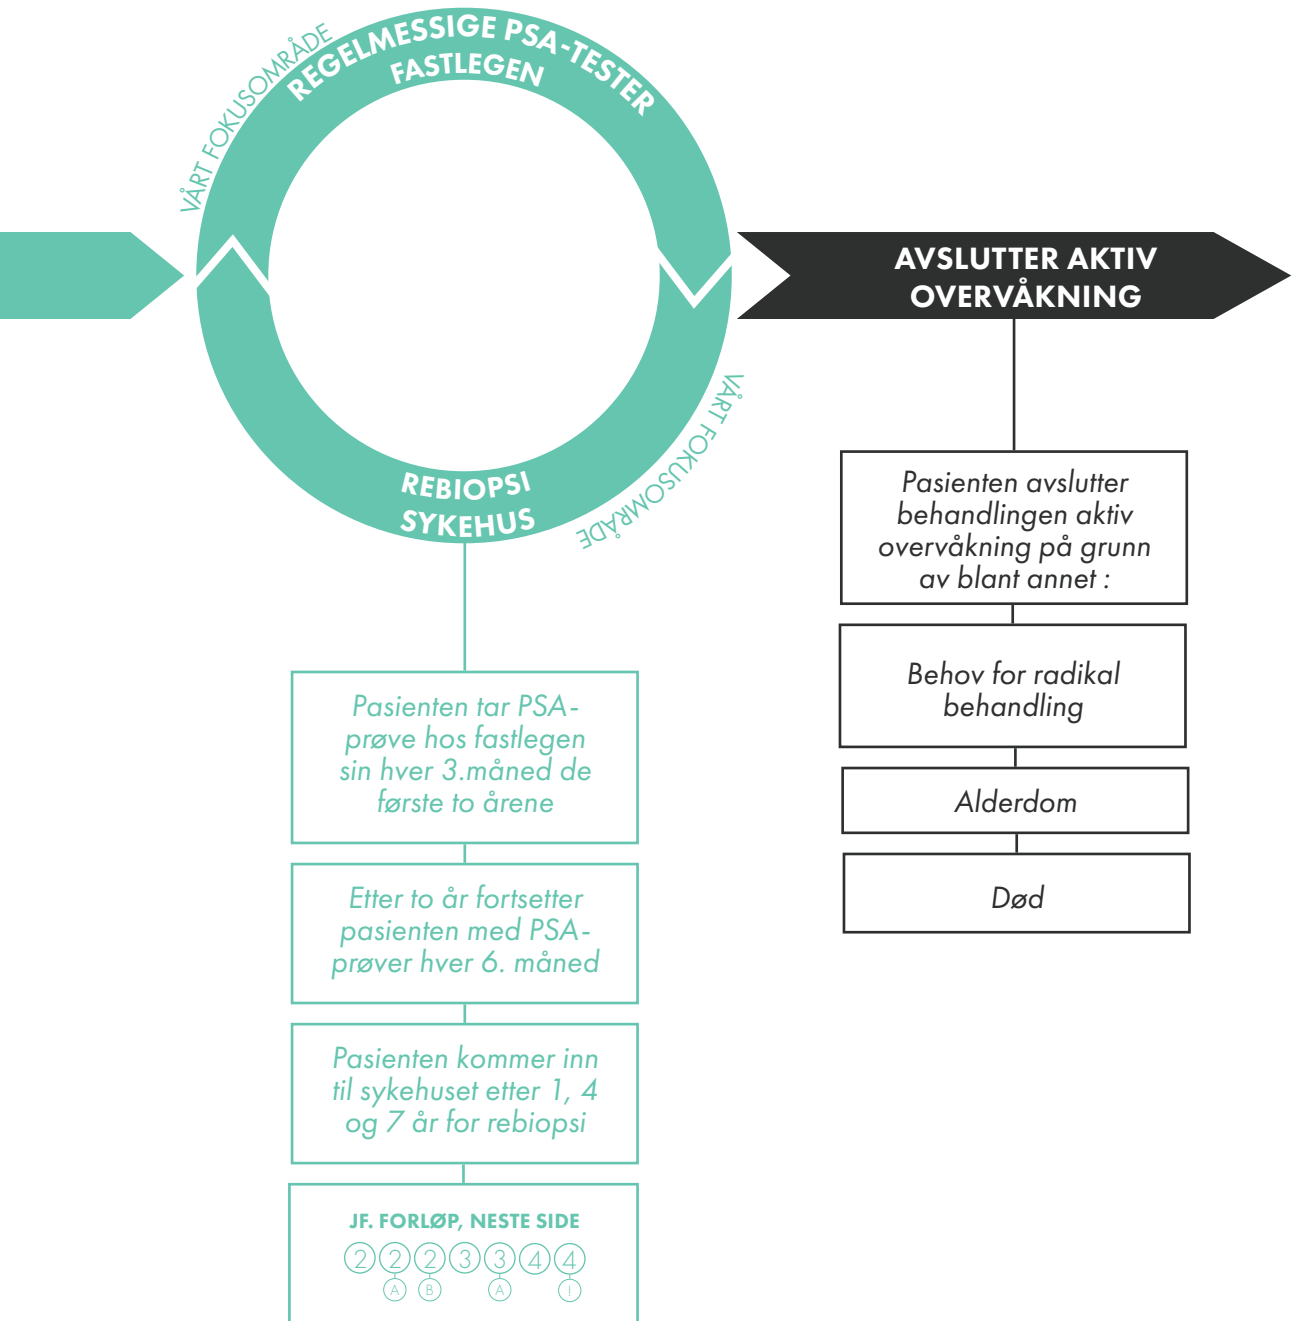 VÅRT FOKUSOMRÅDE
REGELMESSIGE PSA-TESTER
FASTLEGEN
REBIOPSI
SYKEHUS
VÅRT FOKUSOMRÅDE
Pasienten tar PSA-
prøve hos fastlegen
sin hver 3.måned de
første to årene
Etter to år fortsetter
pasienten med PSA-
prøver hver 6. måned
Pasienten kommer inn
til sykehuset etter 1, 4
og 7 år for rebiopsi
JF. FORLØP, NESTE SIDE
2 2 2 3 3 4 4
A B A !
AVSLUTTER AKTIV
OVERVÅKNING
Pasienten avslutter
behandlingen aktiv
overvåkning på grunn
av blant annet :
Behov for radikal
behandling
Alderdom
Død